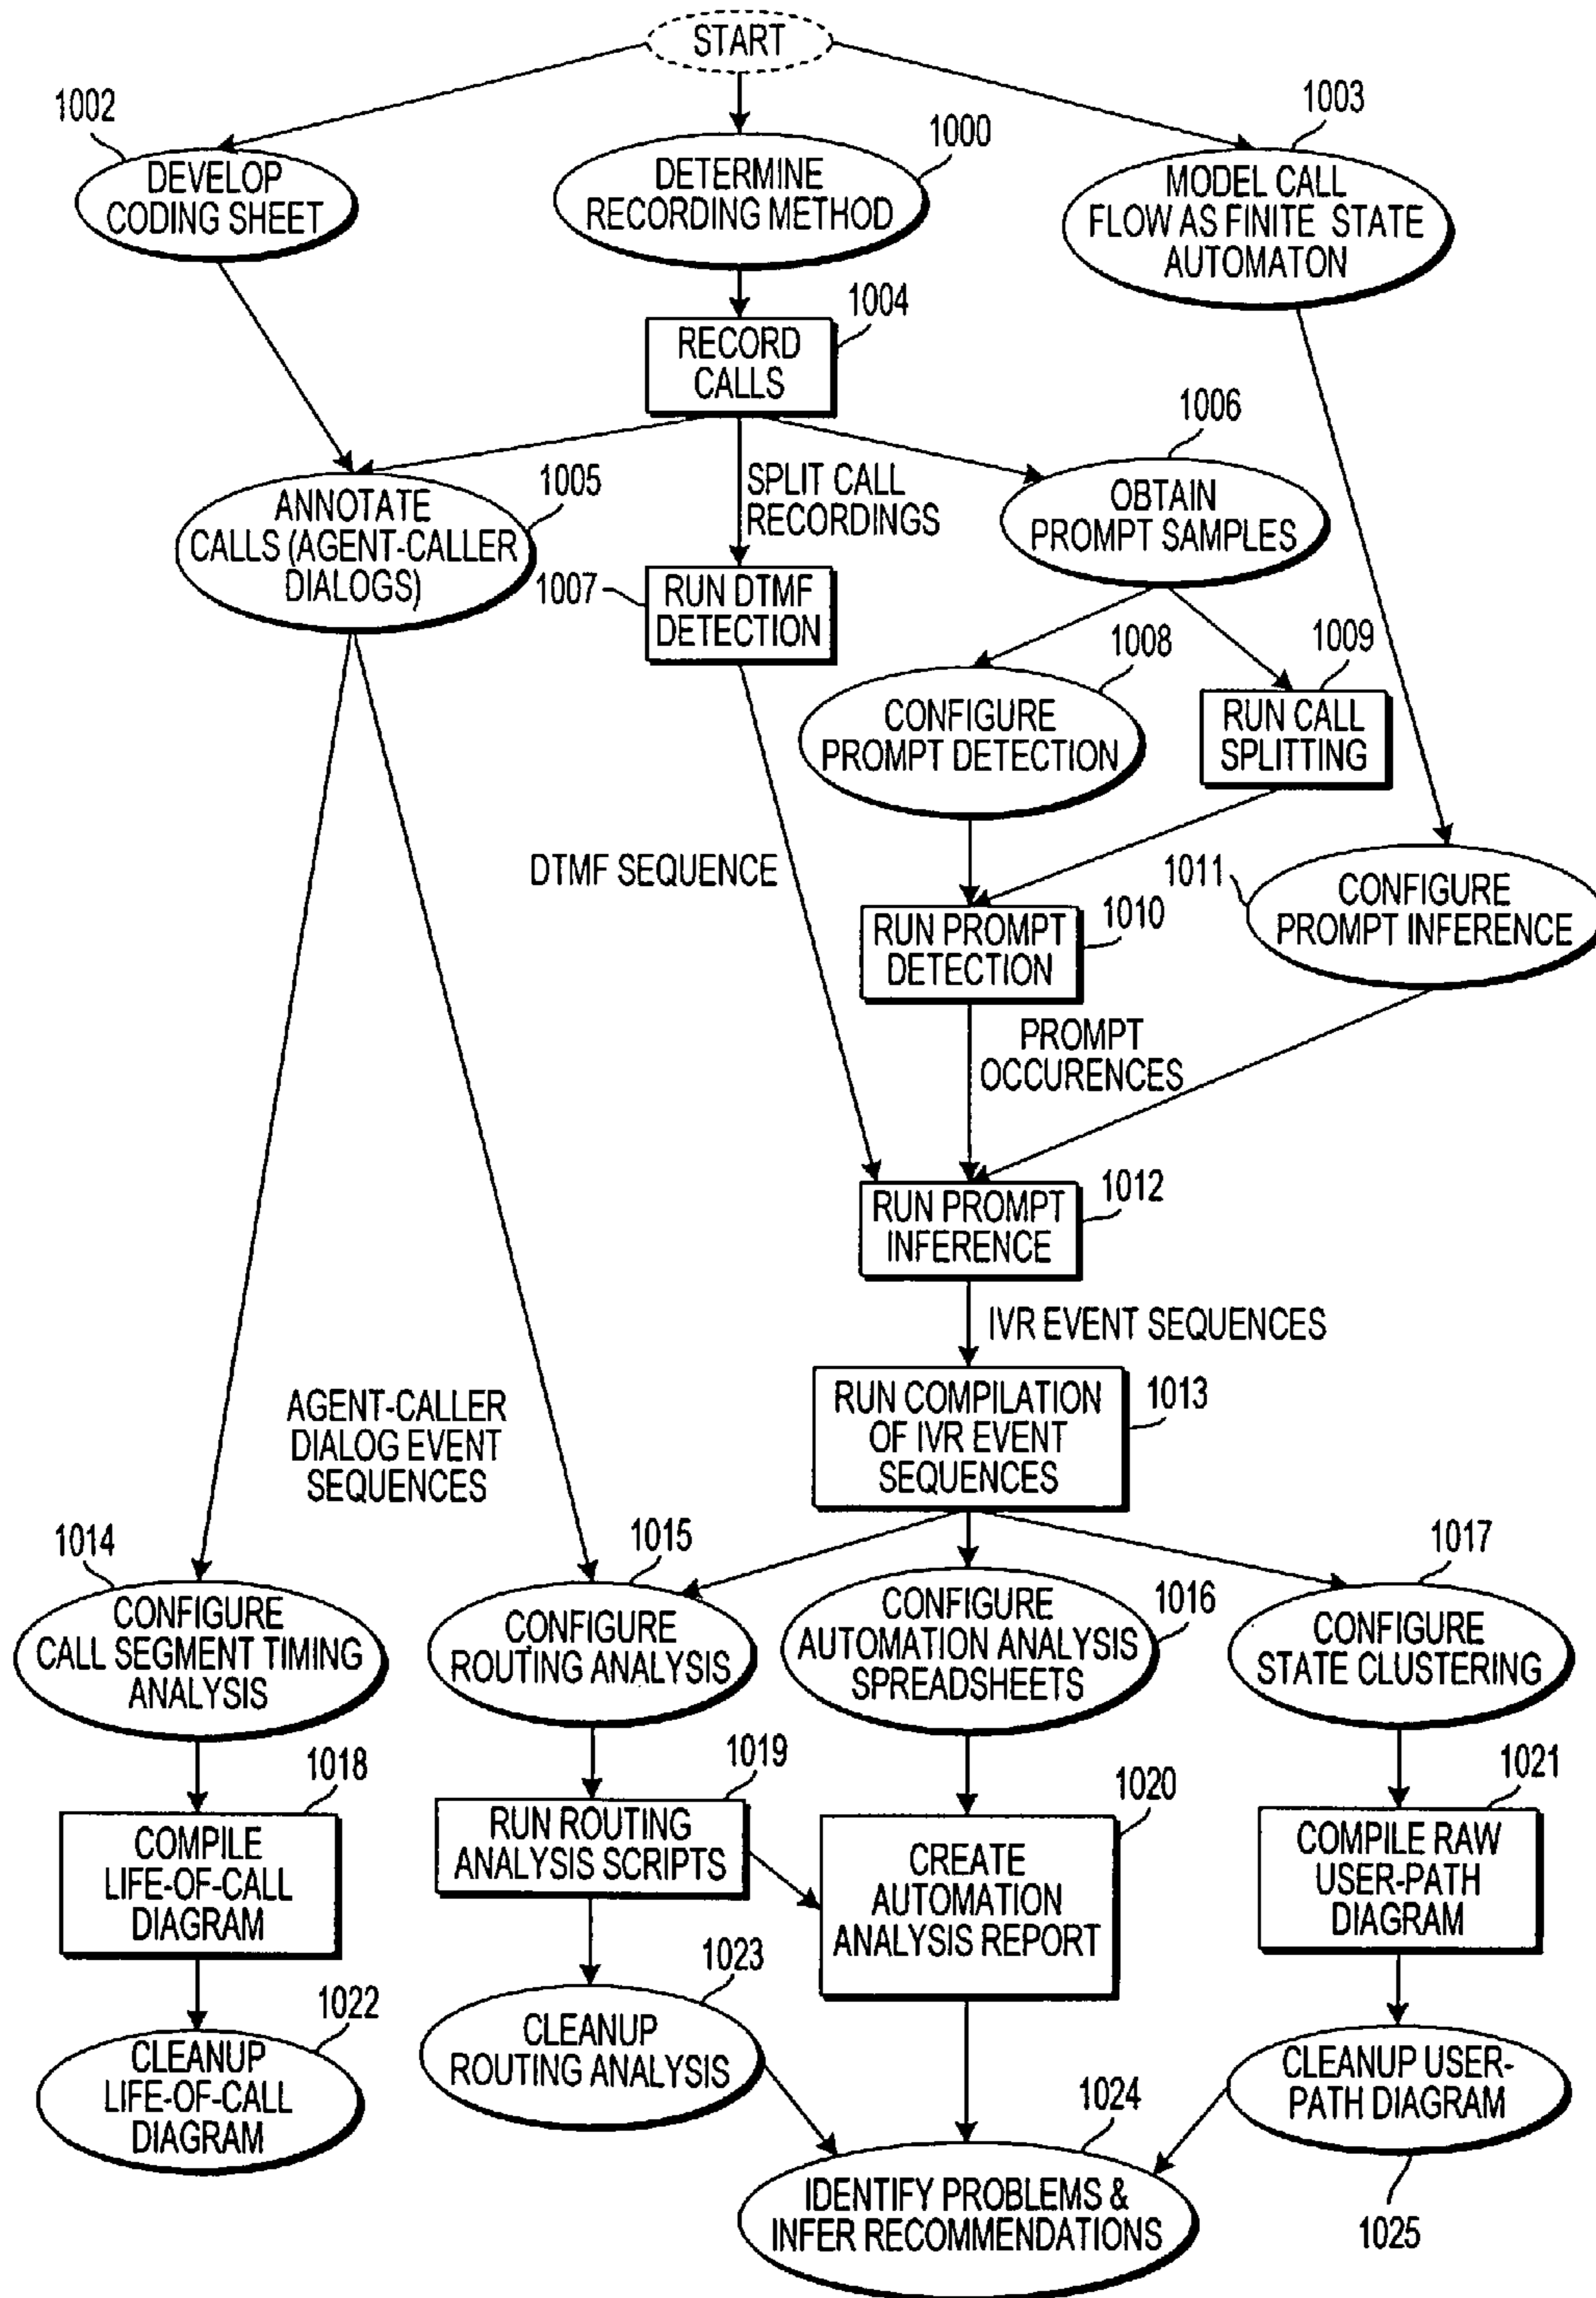 START
1002
1000
1003
DEVELOP
CODING SHEET
DETERMINE
RECORDING METHOD
MODEL CALL
FLOW AS FINITE STATE
AUTOMATON
1004
RECORD
CALLS
1006
1005
SPLIT CALL
RECORDINGS
OBTAIN
PROMPT SAMPLES
ANNOTATE
CALLS (AGENT-CALLER
DIALOGS)
1007
RUN DTMF
DETECTION
1008
1009
CONFIGURE
PROMPT DETECTION
RUN CALL
SPLITTING
DTMF SEQUENCE
1011
CONFIGURE
PROMPT INFERENCE
1010
RUN PROMPT
DETECTION
PROMPT
OCCURENCES
1012
RUN PROMPT
INFERENCE
IVR EVENT SEQUENCES
RUN COMPILATION
OF IVR EVENT
SEQUENCES
1013
AGENT-CALLER
DIALOG EVENT
SEQUENCES
1014
1015
1016
1017
CONFIGURE
CALL SEGMENT TIMING
ANALYSIS
CONFIGURE
ROUTING ANALYSIS
CONFIGURE
AUTOMATION ANALYSIS
SPREADSHEETS
CONFIGURE
STATE CLUSTERING
1018
1019
1020
1021
COMPILE
LIFE-OF-CALL
DIAGRAM
RUN ROUTING
ANALYSIS SCRIPTS
CREATE
AUTOMATION
ANALYSIS REPORT
COMPILE RAW
USER-PATH
DIAGRAM
1022
1023
CLEANUP
LIFE-OF-CALL
DIAGRAM
CLEANUP
ROUTING ANALYSIS
CLEANUP USER-
PATH DIAGRAM
1024
1025
IDENTIFY PROBLEMS &
INFER RECOMMENDATIONS